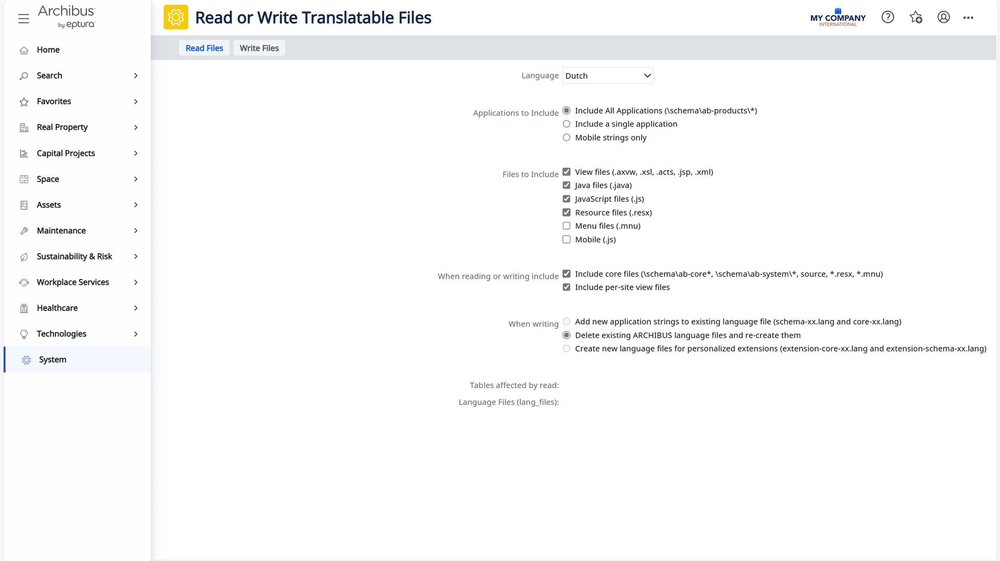 Archibus
by eptura
Read or Write Translatable Files
MY COMPANY
INTERNATIONAL
Home
Search
Favorites
Real Property
Capital Projects
Space
Assets
Maintenance
Sustainability & Risk
Workplace Services
Healthcare
Technologies
System
Read Files
Write Files
Language
Dutch
Applications to Include
Include All Applications (\schema\ab-products\*)
Include a single application
Mobile strings only
Files to Include
View files (.axvw, .xsl, .acts, .jsp, .xml)
Java files (.java)
JavaScript files (.js)
Resource files (.resx)
Menu files (.mnu)
Mobile (.js)
When reading or writing include
Include core files (\schema\ab-core*, \schema\ab-system\*, source, *.resx, *.mnu)
Include per-site view files
When writing
Add new application strings to existing language file (schema-xx.lang and core-xx.lang)
Delete existing ARCHIBUS language files and re-create them
Create new language files for personalized extensions (extension-core-xx.lang and extension-schema-xx.lang)
Tables affected by read:
Language Files (lang_files):